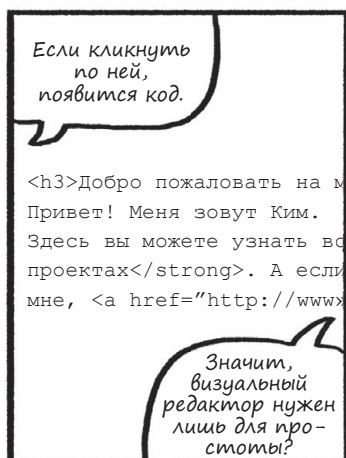 Если кликнуть
по ней,
появится код.
<h3>Добро пожаловать на
Привет! Меня зовут Ким.
Здесь вы можете узнать
проектах</strong>. А если
мне, <a href="http://www
Значит,
визуальный
редактор нужен
лишь для про-
стоты?